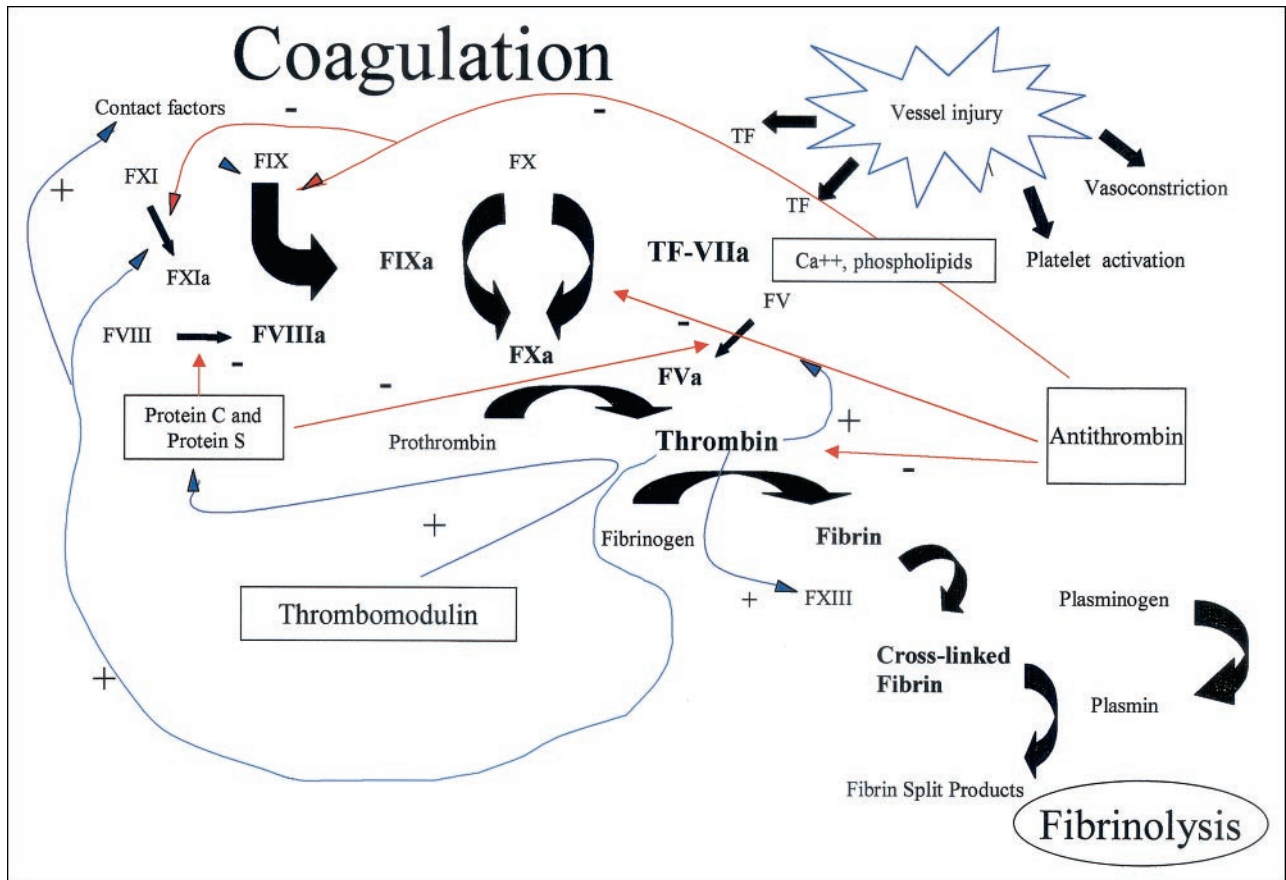 Coagulation
Contact factors
-
-
Vessel injury
TF
FIX
FX
FXI
+
Vasoconstriction
TF
TF-VIIa
FIXa
Ca++, phospholipids
Platelet activation
FXIa
FV
FVIII
FVIIIa
-
FXa
-
-
FVa
Protein C and
Protein S
Prothrombin
Thrombin
+
Antithrombin
-
+
Fibrinogen
Fibrin
Thrombomodulin
+
FXIII
Plasminogen
Cross-linked
Fibrin
+
Plasmin
Fibrin Split Products
Fibrinolysis